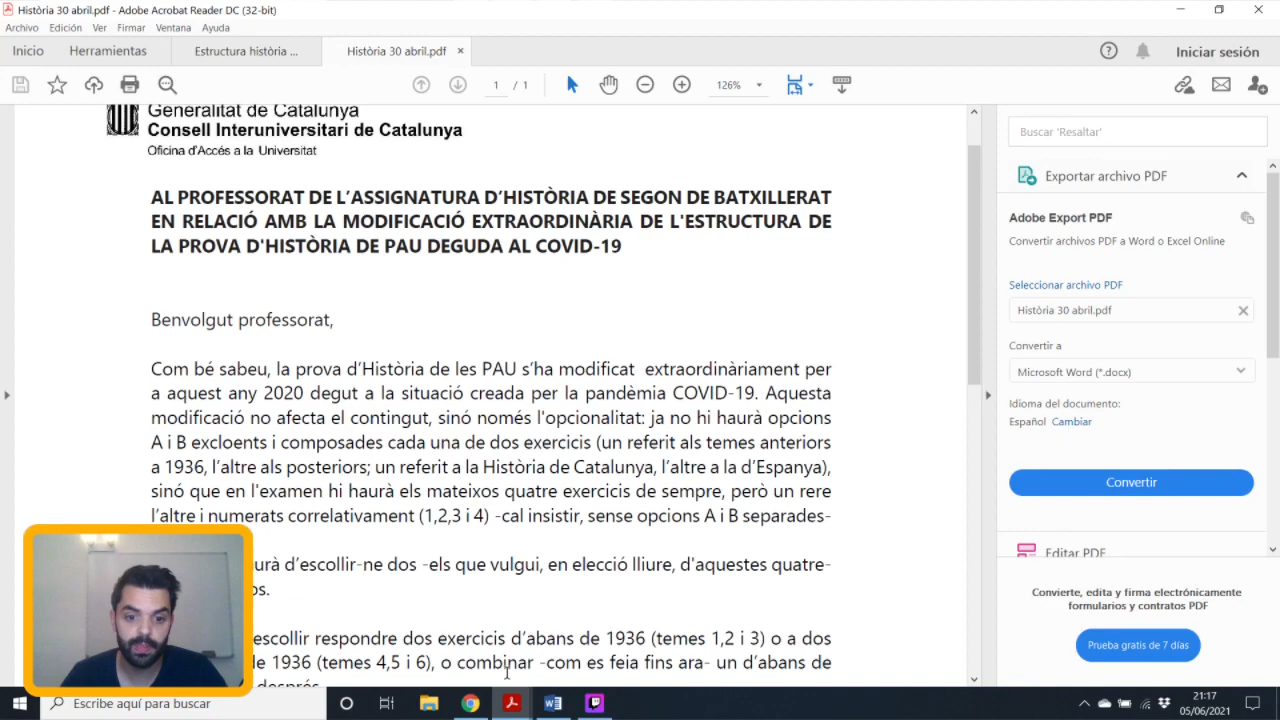 Història 30 abril.pdf - Adobe Acrobat Reader DC (32-bit)
Archivo Edición Ver Firmar Ventana Ayuda
Inicio Herramientas Estructura història ... Història 30 abril.pdf × Iniciar sesión
1 / 1 126%
Generalitat de Catalunya
Consell Interuniversitari de Catalunya
Oficina d'Accés a la Universitat
AL PROFESSORAT DE L'ASSIGNATURA D'HISTÒRIA DE SEGON DE BATXILLERAT
EN RELACIÓ AMB LA MODIFICACIÓ EXTRAORDINÀRIA DE L'ESTRUCTURA DE
LA PROVA D'HISTÒRIA DE PAU DEGUDA AL COVID-19
Benvolgut professorat,
Com bé sabeu, la prova d'Història de les PAU s'ha modificat extraordinàriament per
a aquest any 2020 degut a la situació creada per la pandèmia COVID-19. Aquesta
modificació no afecta el contingut, sinó només l'opcionalitat: ja no hi haurà opcions
A i B excloents i composades cada una de dos exercicis (un referit als temes anteriors
a 1936, l'altre als posteriors; un referit a la Història de Catalunya, l'altre a la d'Espanya),
sinó que en l'examen hi haurà els mateixos quatre exercicis de sempre, però un rere
l'altre i numerats correlativament (1,2,3 i 4) -cal insistir, sense opcions A i B separades-
urà d'escollir-ne dos -els que vulgui, en elecció lliure, d'aquestes quatre-
os.
escollir respondre dos exercicis d'abans de 1936 (temes 1,2 i 3) o a dos
de 1936 (temes 4,5 i 6), o combinar -com es feia fins ara- un d'abans de
després
Buscar 'Resaltar'
Exportar archivo PDF
Adobe Export PDF
Convertir archivos PDF a Word o Excel Online
Seleccionar archivo PDF
Història 30 abril.pdf
Convertir a
Microsoft Word (*.docx)
Idioma del documento:
Español Cambiar
Convertir
Editar PDF
Convierte, edita y firma electrónicamente
formularios y contratos PDF
Prueba gratis de 7 días
Escribe aquí para buscar
21:17
05/06/2021